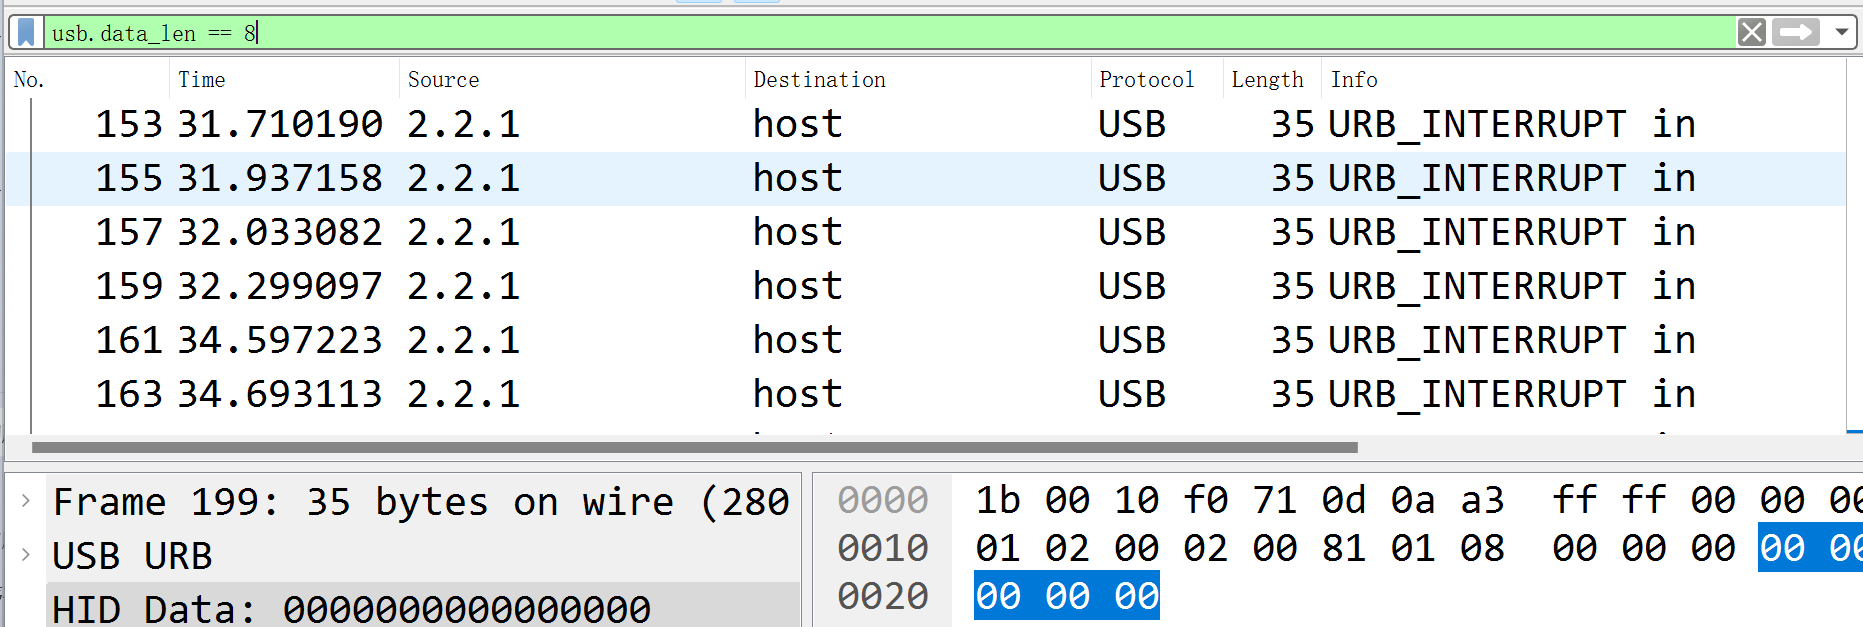 usb.data_len == 8
No. Time Source Destination Protocol Length Info
153 31.710190 2.2.1 host USB 35 URB_INTERRUPT in
155 31.937158 2.2.1 host USB 35 URB_INTERRUPT in
157 32.033082 2.2.1 host USB 35 URB_INTERRUPT in
159 32.299097 2.2.1 host USB 35 URB_INTERRUPT in
161 34.597223 2.2.1 host USB 35 URB_INTERRUPT in
163 34.693113 2.2.1 host USB 35 URB_INTERRUPT in
Frame 199: 35 bytes on wire (280
USB URB
HID Data: 0000000000000000
0000 1b 00 10 f0 71 0d 0a a3 ff ff 00 00 00
0010 01 02 00 02 00 81 01 08 00 00 00 00 00
0020 00 00 00